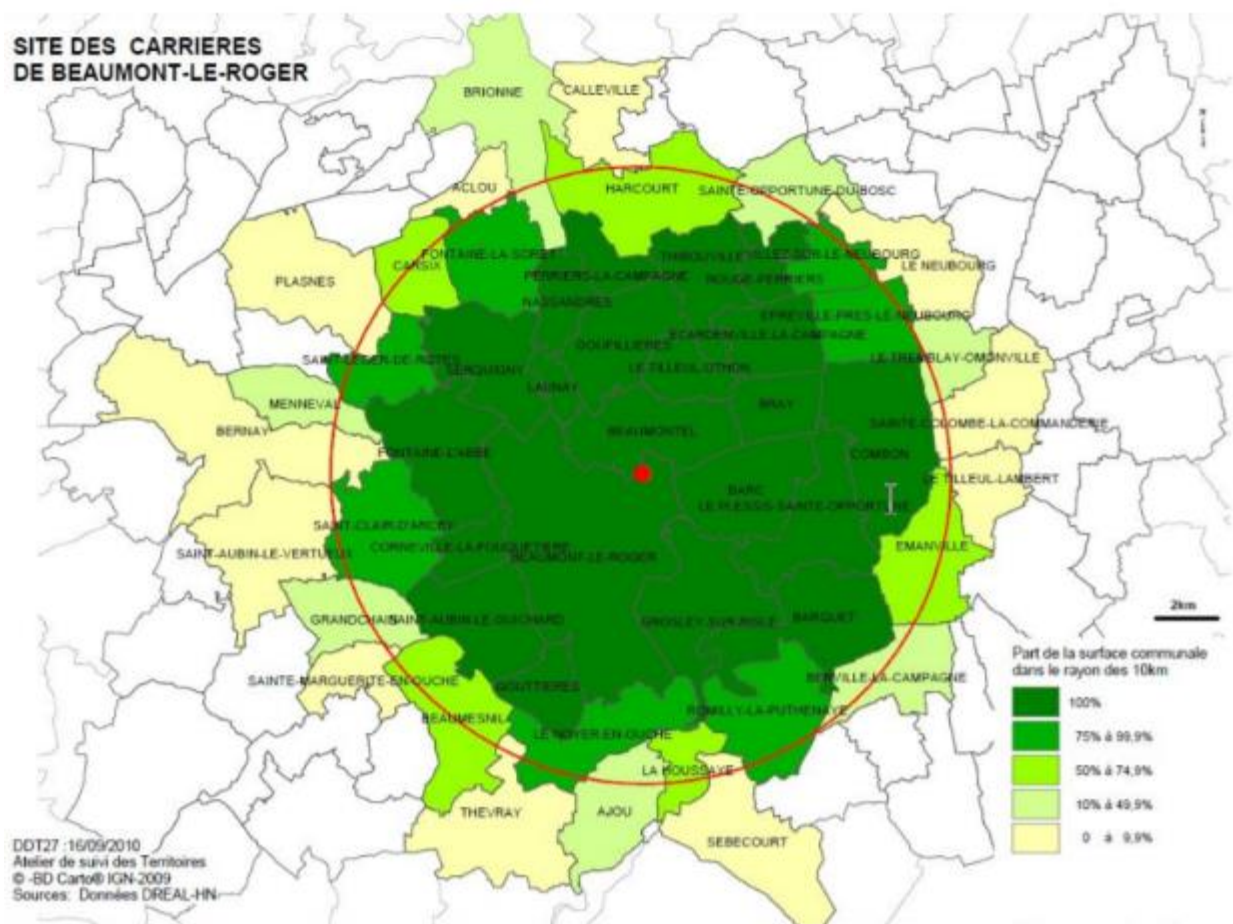 SITE DES CARRIERES
DE BEAUMONT-LE-ROGER
BRIONNE
CALLEVILLE
ACLOU
HARCOURT
SAINTE-OPPORTUNE-DU-BOSC
FONTAINE-LA-SORET
THIBOUVILLE
VILLEZ-SUR-LE-NEUBOURG
CARSIX
LE NEUBOURG
PLASNES
PERRIERS-LA-CAMPAGNE
ROUGE-PERRIERS
NASSANDRES
EPREVILLE-PRES-LE-NEUBOURG
ECARDENVILLE-LA-CAMPAGNE
GOUPILLIERES
SAINT-LEGER-DE-ROTES
LE TREMBLAY-OMONVILLE
SERQUIGNY
LE TILLEUL-OTHON
LAUNAY
MENNEVAL
BRAY
SAINTE-COLOMBE-LA-COMMANDERIE
BERNAY
BEAUMONTEL
FONTAINE-L'ABBE
COMBON
LE TILLEUL-LAMBERT
BARC
LE PLESSIS-SAINTE-OPPORTUNE
SAINT-CLAIR-D'ARCEY
SAINT-AUBIN-LE-VERTUEUX
CORNEVILLE-LA-FOUQUETIERE
BEAUMONT-LE-ROGER
EMANVILLE
2km
GRANDCHAIN
SAINT-AUBIN-LE-GUICHARD
GROSLEY-SUR-RISLE
BARQUET
SAINTE-MARGUERITE-EN-OUCHE
GOUTTIERES
BERVILLE-LA-CAMPAGNE
ROMILLY-LA-PUTHENAYE
BEAUMESNIL
LE NOYER-EN-OUCHE
LA HOUSSAYE
THEVRAY
AJOU
SEBECOURT
Part de la surface communale
dans le rayon des 10km
100%
75% à 99,9%
50% à 74,9%
10% à 49,9%
0 à 9,9%
DDT27 :16/09/2010
Atelier de suivi des Territoires
© -BD Carto® IGN-2009
Sources: Données DREAL-HN